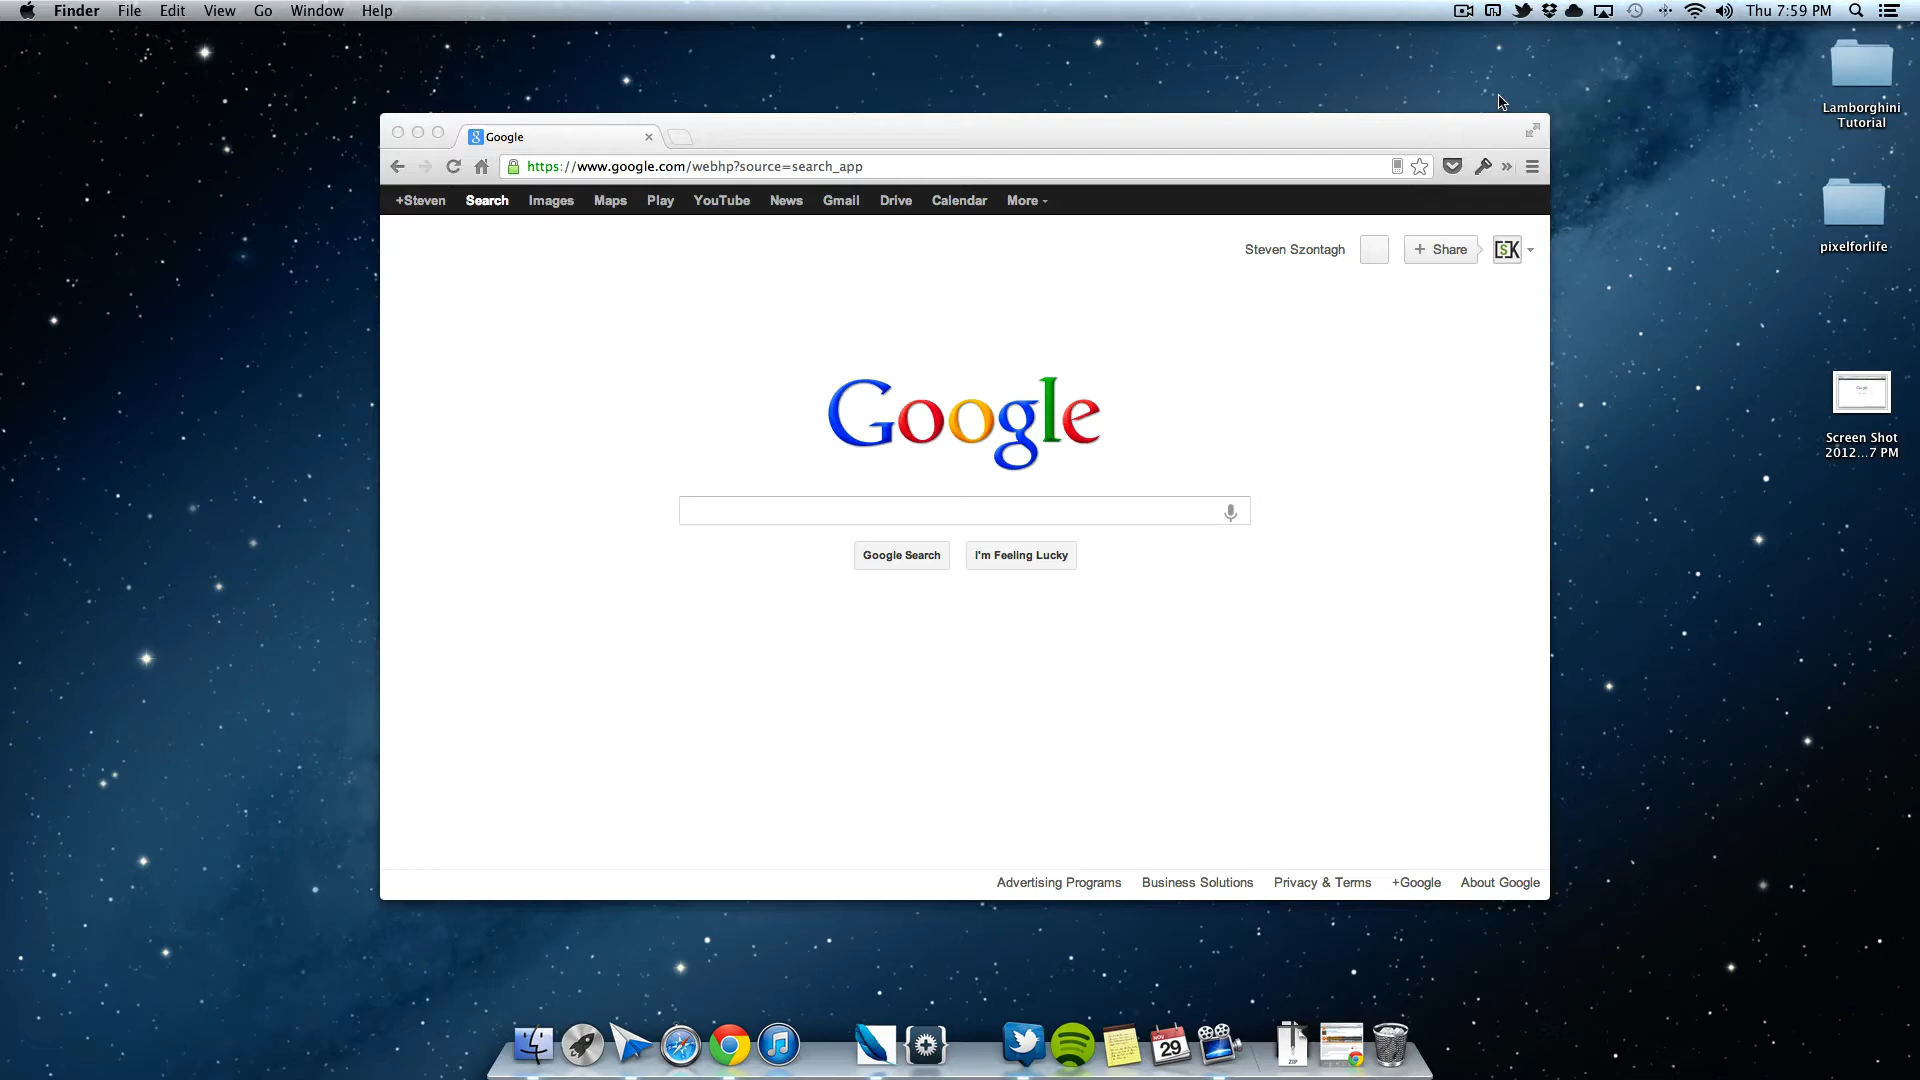 Finder File Edit View Go Window Help Thu 7:59 PM
Lamborghini
Tutorial
pixelforlife
Screen Shot
2012...7 PM
Google
https://www.google.com/webhp?source=search_app
+Steven Search Images Maps Play YouTube News Gmail Drive Calendar More
Steven Szontagh + Share [$K
Google
Google Search I'm Feeling Lucky
Advertising Programs Business Solutions Privacy & Terms +Google About Google
NOV
29
ZIP